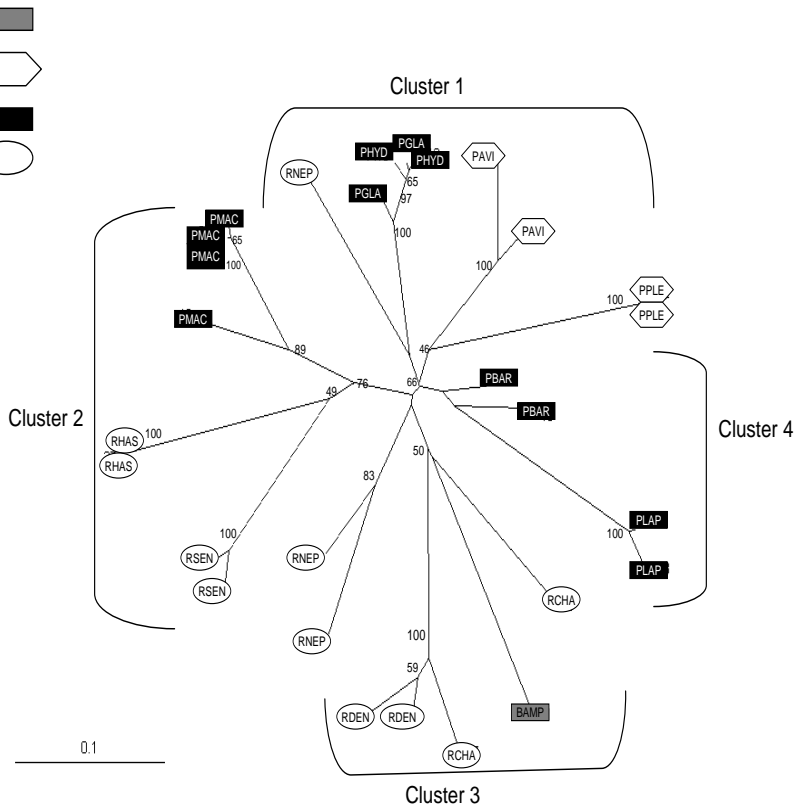 Cluster 1
PGLA
PHYD
PHYD
PAVI
RNEP
65
PGLA
97
PMAC
100
PAVI
PMAC
65
PMAC
100
100
PPLE
100
PPLE
PMAC
89
46
76
66
PBAR
49
PBAR
Cluster 2
Cluster 4
RHAS
100
RHAS
50
83
PLAP
100
100
RSEN
RNEP
PLAP
RSEN
RCHA
RNEP
100
59
RDEN
RDEN
BAMP
0.1
RCHA
Cluster 3